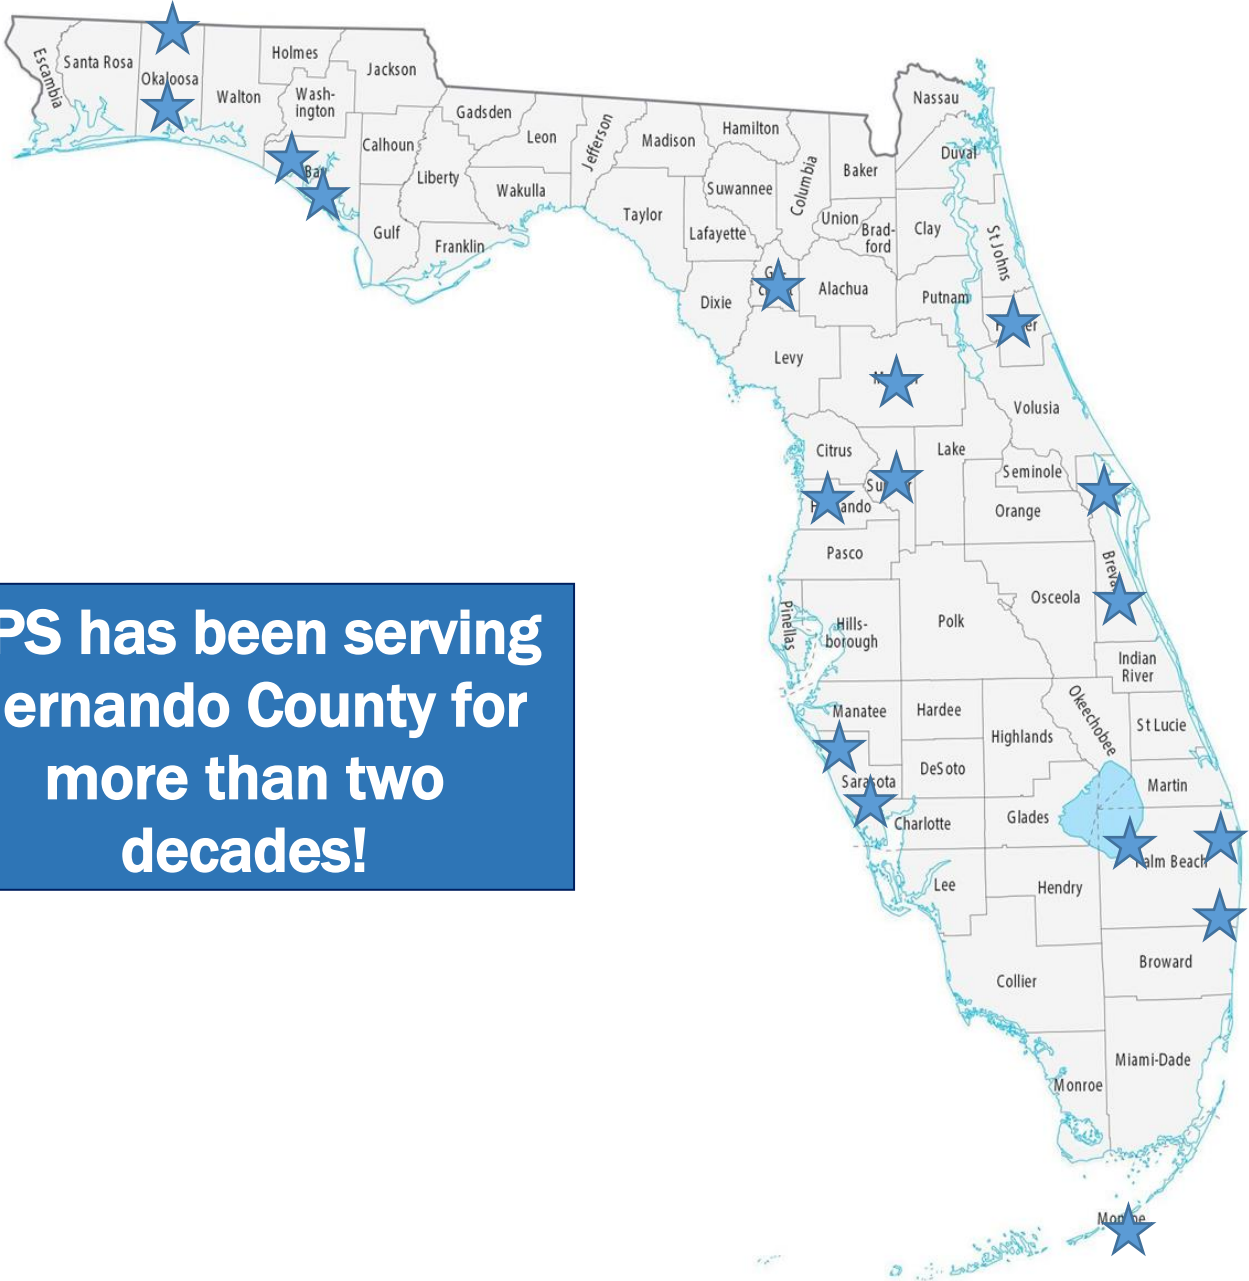 Escambia
Santa Rosa
Okaloosa
Walton
Holmes
Wash-
ington
Jackson
Calhoun
Gulf
Liberty
Gadsden
Leon
Wakulla
Franklin
Jefferson
Madison
Taylor
Hamilton
Suwannee
Lafayette
Dixie
Columbia
Baker
Union
Brad-
ford
Alachua
Levy
Nassau
Duval
Clay
St Johns
Putnam
Volusia
Citrus
Lake
Seminole
Orange
Pasco
Pinellas
Hills-
borough
Polk
Osceola
Indian
River
Manatee
Hardee
Highlands
Okeechobee
St Lucie
Sarasota
DeSoto
Martin
Charlotte
Glades
Palm Beach
Lee
Hendry
Broward
Collier
Miami-Dade
Monroe
PS has been serving
ernando County for
more than two
decades!